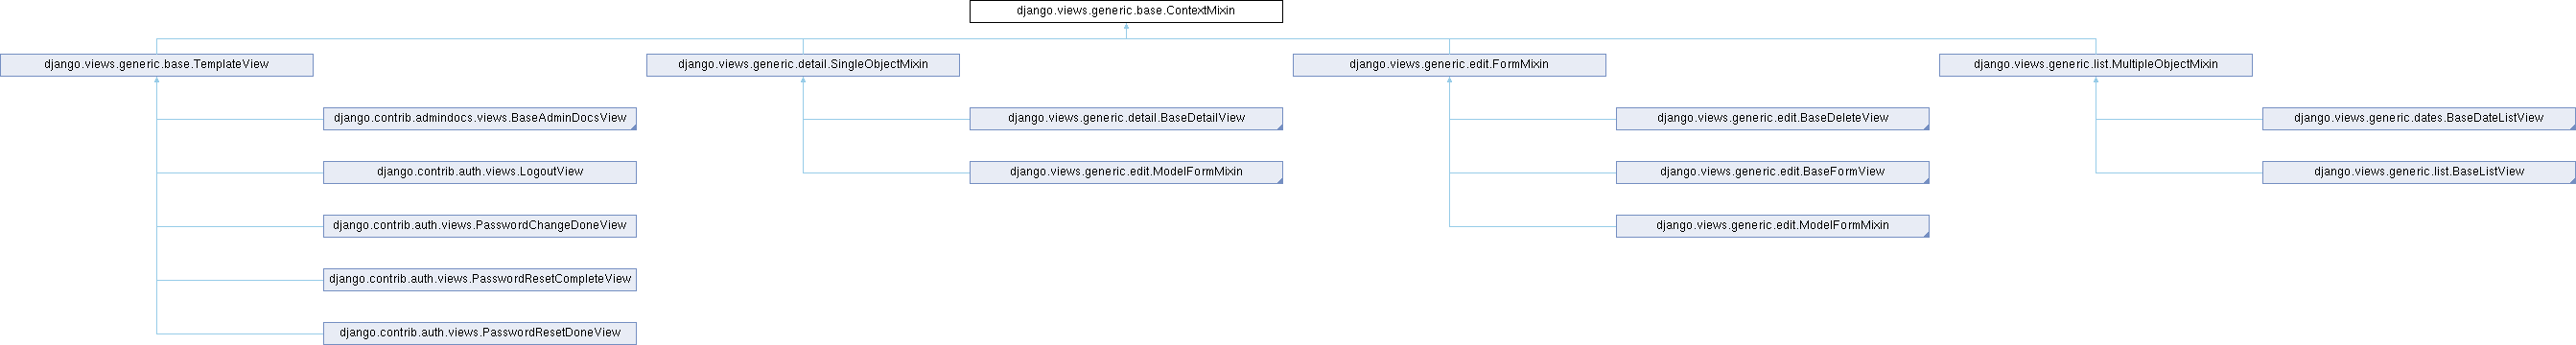 django.views.generic.base.ContextMixin
django.views.generic.base.TemplateView
django.views.generic.detail.SingleObjectMixin
django.views.generic.edit.FormMixin
django.views.generic.list.MultipleObjectMixin
django.contrib.admindocs.views.BaseAdminDocsView
django.views.generic.detail.BaseDetailView
django.views.generic.edit.BaseDeleteView
django.views.generic.dates.BaseDateListView
django.contrib.auth.views.LogoutView
django.views.generic.edit.ModelFormMixin
django.views.generic.edit.BaseFormView
django.views.generic.list.BaseListView
django.contrib.auth.views.PasswordChangeDoneView
django.views.generic.edit.ModelFormMixin
django.contrib.auth.views.PasswordResetCompleteView
django.contrib.auth.views.PasswordResetDoneView